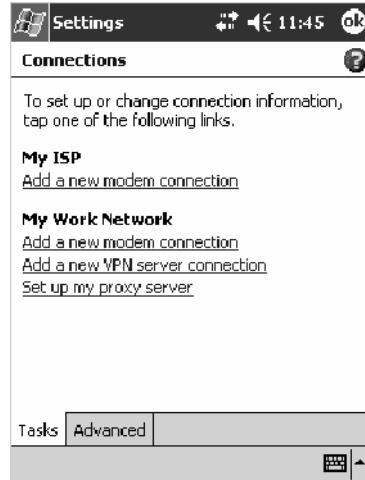 Settings 11:45 ok
Connections ?
To set up or change connection information,
tap one of the following links.
My ISP
Add a new modem connection
My Work Network
Add a new modem connection
Add a new VPN server connection
Set up my proxy server
Tasks Advanced